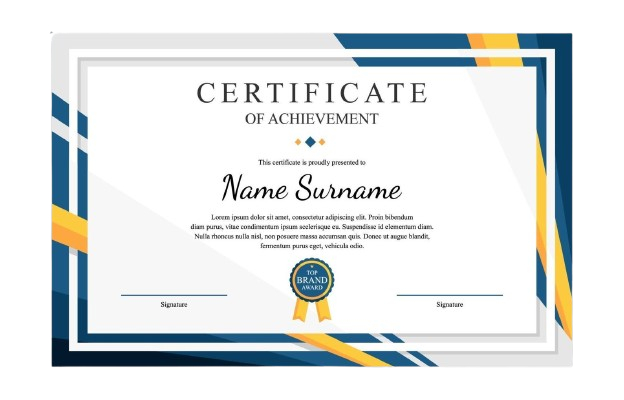 CERTIFICATE
OF ACHIEVEMENT
This certificate is proudly presented to
Name Surname
Lorem ipsum dolor sit amet, consectetur adipiscing elit. Proin bibendum
diam purus, vitae condimentum ipsum scelerisque eu. Suspendisse id elementum diam.
Nulla rhoncus nulla nisl, non posuere massa accumsan quis. Donec ut augue blandit,
fermentum purus eget, vehicula odio.
TOP
BRAND
AWARD
Signature
Signature